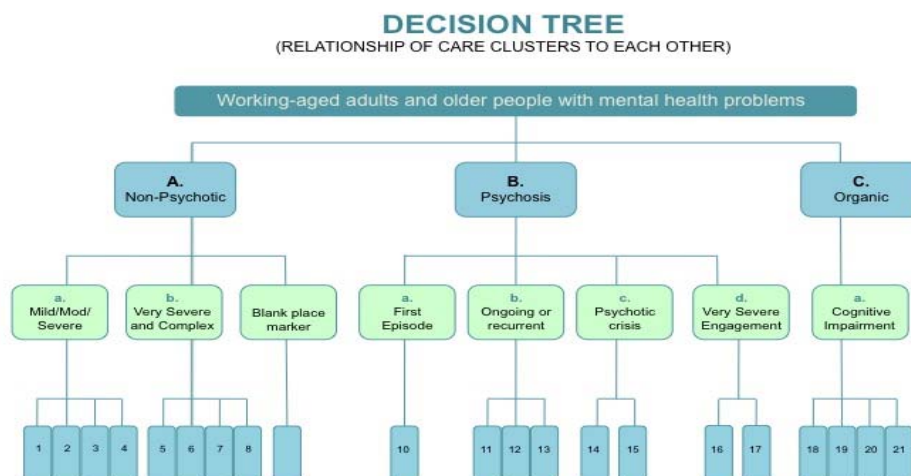 DECISION TREE
(RELATIONSHIP OF CARE CLUSTERS TO EACH OTHER)
Working-aged adults and older people with mental health problems
A.
Non-Psychotic
B.
Psychosis
C.
Organic
a.
Mild/Mod/
Severe
b.
Very Severe
and Complex
Blank place
marker
a.
First
Episode
b.
Ongoing or
recurrent
c.
Psychotic
crisis
d.
Very Severe
Engagement
a.
Cognitive
Impairment
1
2
3
4
5
6
7
8
10
11
12
13
14
15
16
17
18
19
20
21